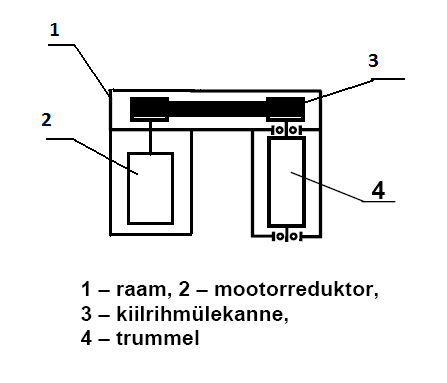 1
3
2
4
1 – raam, 2 – mootorreduktor,
3 – kiilrihmülekanne,
4 – trummel